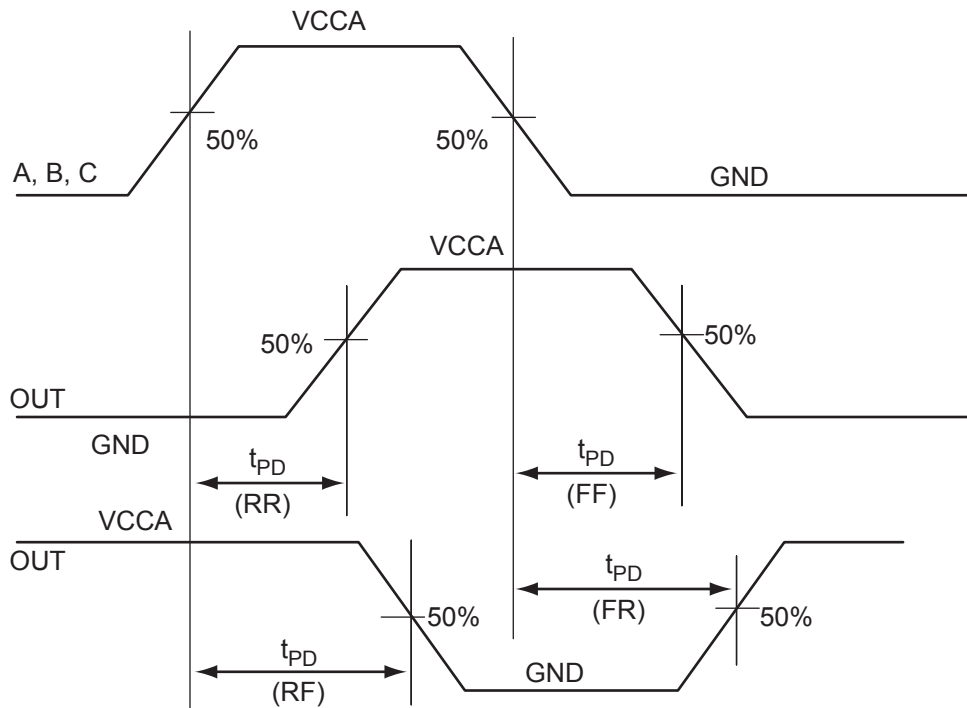 VCCA
50%
50%
A, B, C
GND
VCCA
50%
50%
OUT
GND
tPD
(RR)
tPD
(FF)
VCCA
OUT
tPD
(FR)
50%
50%
tPD
(RF)
GND